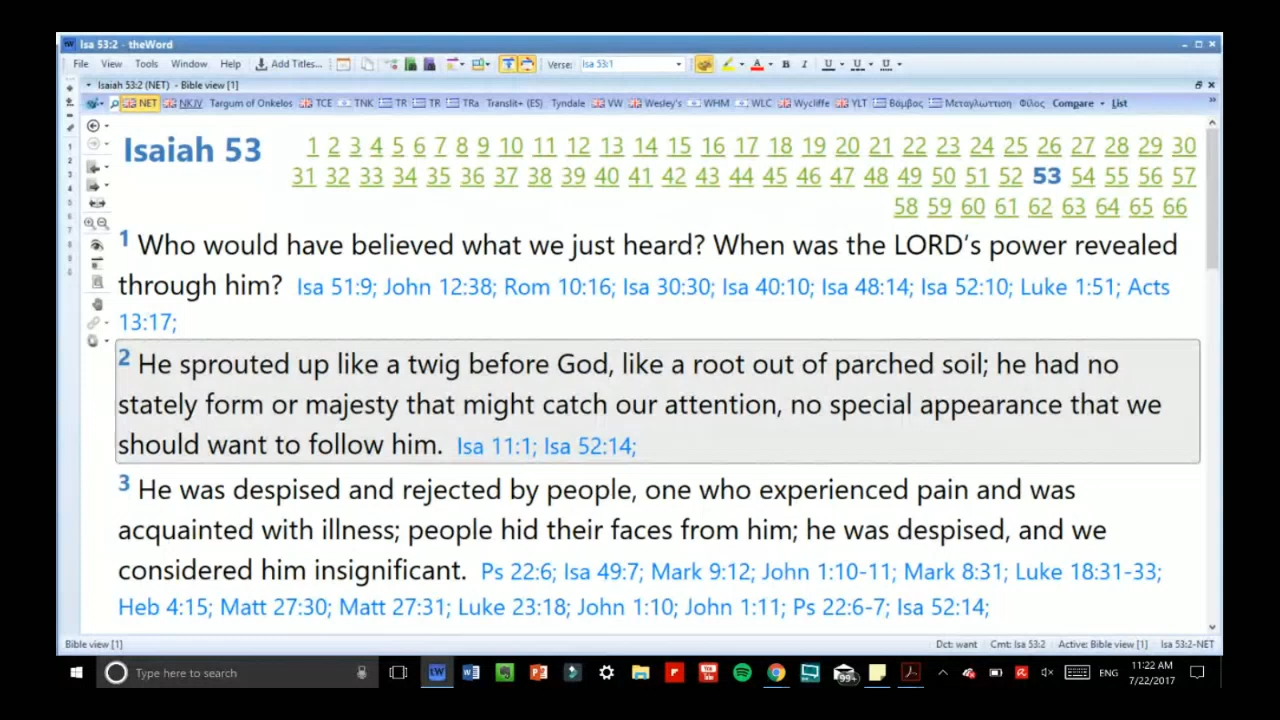 Isa 53:2 - theWord
File View Tools Window Help Add Titles... Verse: Isa 53:1 B I U U U
Isaiah 53:2 (NET) - Bible view [1]
NET NKJV Targum of Onkelos TCE TNK TR TR TRa Translit+ (ES) Tyndale VW Wesley's WHM WLC Wycliffe YLT Βάμβος Μεταγλωττιση Φίλος Compare List
Isaiah 53
1 2 3 4 5 6 7 8 9 10 11 12 13 14 15 16 17 18 19 20 21 22 23 24 25 26 27 28 29 30
31 32 33 34 35 36 37 38 39 40 41 42 43 44 45 46 47 48 49 50 51 52 53 54 55 56 57
58 59 60 61 62 63 64 65 66
1 Who would have believed what we just heard? When was the LORD's power revealed
through him? Isa 51:9; John 12:38; Rom 10:16; Isa 30:30; Isa 40:10; Isa 48:14; Isa 52:10; Luke 1:51; Acts
13:17;
2 He sprouted up like a twig before God, like a root out of parched soil; he had no
stately form or majesty that might catch our attention, no special appearance that we
should want to follow him. Isa 11:1; Isa 52:14;
3 He was despised and rejected by people, one who experienced pain and was
acquainted with illness; people hid their faces from him; he was despised, and we
considered him insignificant. Ps 22:6; Isa 49:7; Mark 9:12; John 1:10-11; Mark 8:31; Luke 18:31-33;
Heb 4:15; Matt 27:30; Matt 27:31; Luke 23:18; John 1:10; John 1:11; Ps 22:6-7; Isa 52:14;
Bible view [1] Dct: want Cmt: Isa 53:2 Active: Bible view [1] Isa 53:2-NET
Type here to search 99+ ENG 11:22 AM
7/22/2017